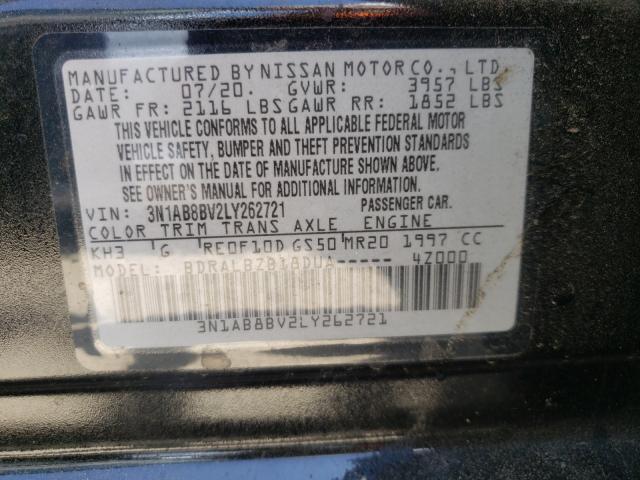 MANUFACTURED BY NISSAN MOTOR CO., LTD.
DATE: 07/20. GVWR: 3957 LBS
GAWR FR: 2116 LBS GAWR RR: 1852 LBS
THIS VEHICLE CONFORMS TO ALL APPLICABLE FEDERAL MOTOR
VEHICLE SAFETY, BUMPER AND THEFT PREVENTION STANDARDS
IN EFFECT ON THE DATE OF MANUFACTURE SHOWN ABOVE.
SEE OWNER'S MANUAL FOR ADDITIONAL INFORMATION.
VIN: 3N1AB8BV2LY262721 PASSENGER CAR.
COLOR TRIM TRANS AXLE ENGINE
KH3 'G RE0F10D GS50 MR20 1997 CC
BDRALBZB18DUA----- 4Z000
3N1AB8BV2LY262721